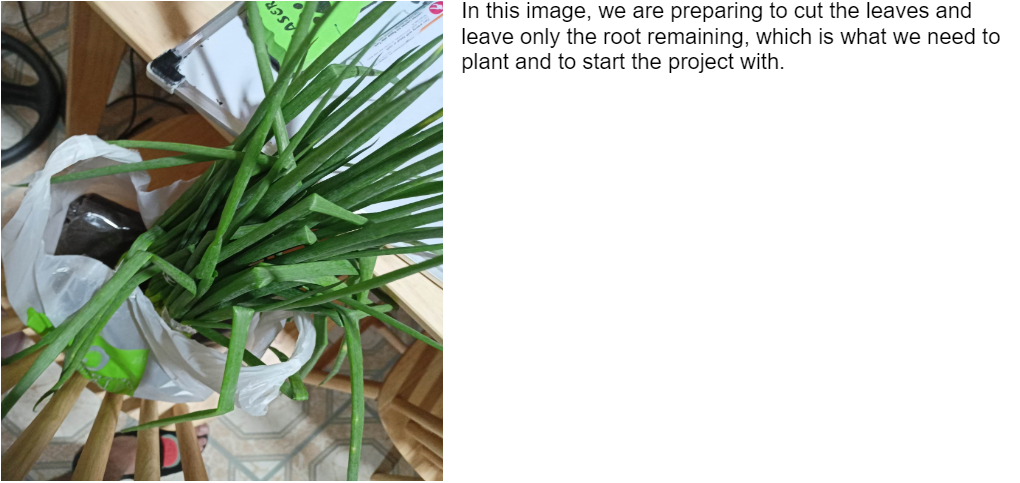 In this image, we are preparing to cut the leaves and
leave only the root remaining, which is what we need to
plant and to start the project with.